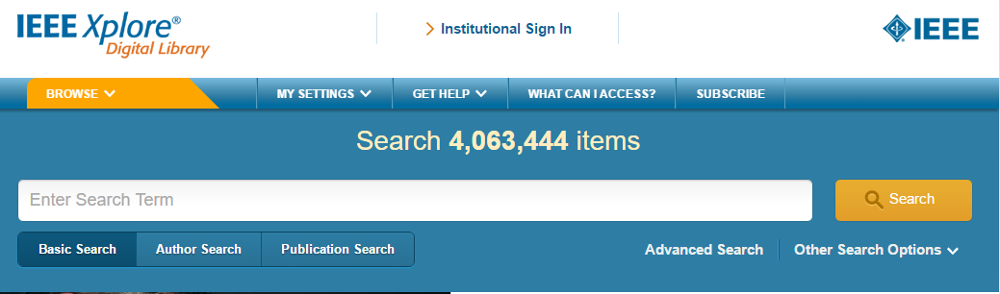 IEEE Xplore®
Digital Library
Institutional Sign In
IEEE
BROWSE
MY SETTINGS
GET HELP
WHAT CAN I ACCESS?
SUBSCRIBE
Search 4,063,444 items
Enter Search Term
Search
Basic Search
Author Search
Publication Search
Advanced Search
Other Search Options